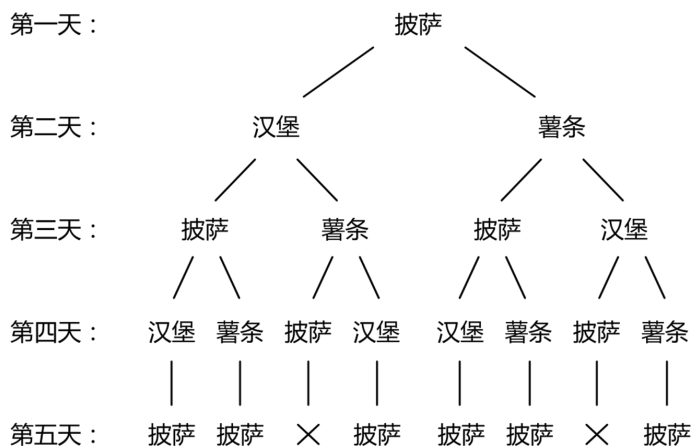 第一天： 披萨
第二天： 汉堡 薯条
第三天： 披萨 薯条 披萨 汉堡
第四天： 汉堡 薯条 披萨 汉堡 汉堡 薯条 披萨 薯条
第五天： 披萨 披萨 × 披萨 披萨 披萨 × 披萨